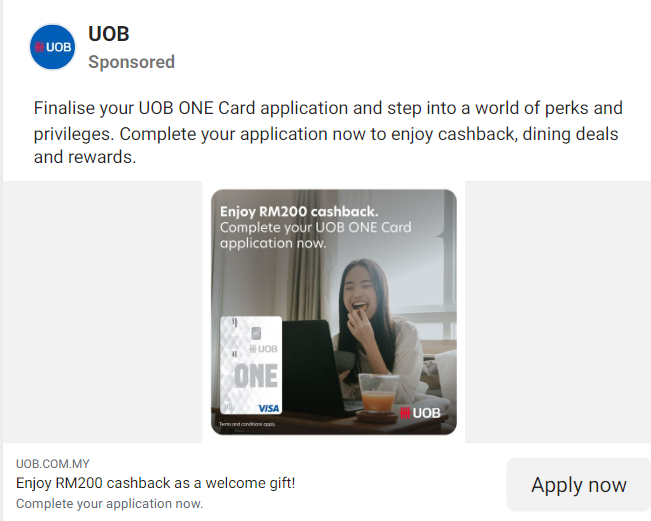 UOB
UOB
Sponsored
Finalise your UOB ONE Card application and step into a world of perks and
privileges. Complete your application now to enjoy cashback, dining deals
and rewards.
Enjoy RM200 cashback.
Complete your UOB ONE Card
application now.
UOB
ONE
VISA
UOB
Terms and conditions apply.
UOB.COM.MY
Enjoy RM200 cashback as a welcome gift!
Complete your application now.
Apply now